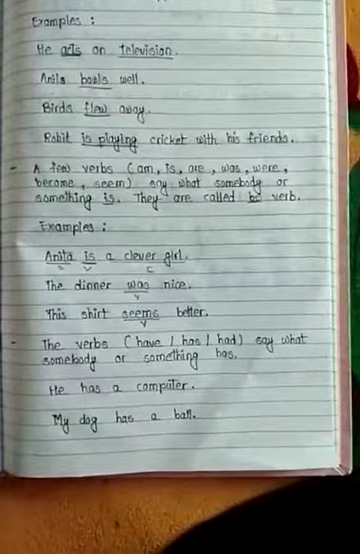 Examples :
He acts on television.
Anita bowls well.
Birds flew away.
Rohit is playing cricket with his friends.
- A few verbs (am, is, are, was, were,
become, seem) say what somebody or
something is. They are called be verb.
Examples :
Anita is a clever girl.
S V C
The dinner was nice.
V
This shirt seems better.
V
- The verbs (have / has / had) say what
somebody or something has.
He has a computer.
My dog has a ball.